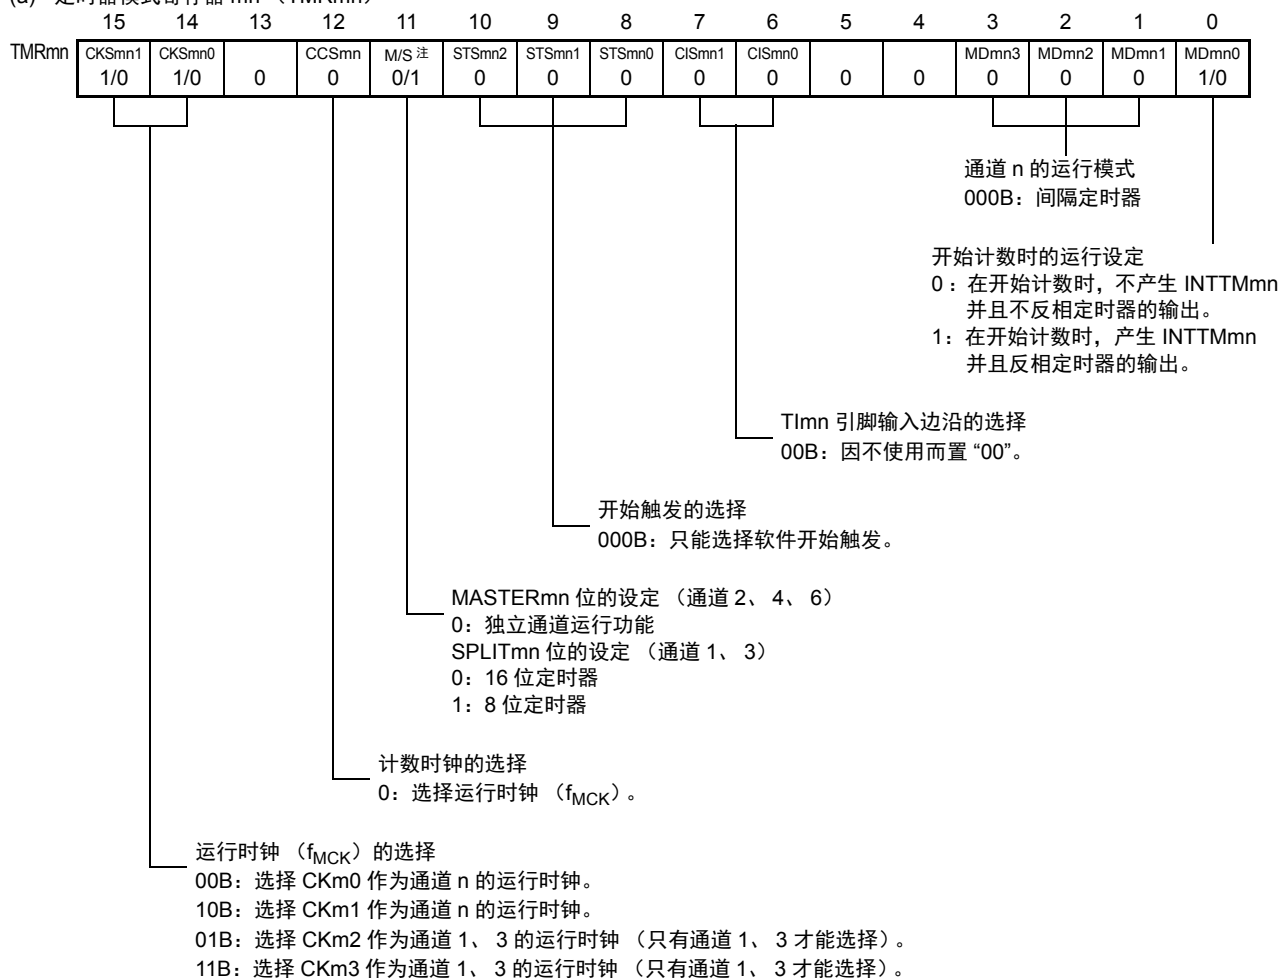 (a) 定时器模式寄存器 mn （TMRmn）
15 14 13 12 11 10 9 8 7 6 5 4 3 2 1 0
TMRmn CKSmn1 CKSmn0 CCSmn M/S 注 STSmn2 STSmn1 STSmn0 CISmn1 CISmn0 MDmn3 MDmn2 MDmn1 MDmn0
1/0 1/0 0 0 0/1 0 0 0 0 0 0 0 0 0 0 1/0
通道 n 的运行模式
000B：间隔定时器
开始计数时的运行设定
0：在开始计数时，不产生 INTTMmn
并且不反相定时器的输出。
1：在开始计数时，产生 INTTMmn
并且反相定时器的输出。
TImn 引脚输入边沿的选择
00B：因不使用而置 “00”。
开始触发的选择
000B：只能选择软件开始触发。
MASTERmn 位的设定 （通道 2、 4、 6）
0：独立通道运行功能
SPLITmn 位的设定 （通道 1、 3）
0：16 位定时器
1：8 位定时器
计数时钟的选择
0：选择运行时钟 （fMCK）。
运行时钟 （fMCK）的选择
00B：选择 CKm0 作为通道 n 的运行时钟。
10B：选择 CKm1 作为通道 n 的运行时钟。
01B：选择 CKm2 作为通道 1、 3 的运行时钟 （只有通道 1、 3 才能选择）。
11B：选择 CKm3 作为通道 1、 3 的运行时钟 （只有通道 1、 3 才能选择）。